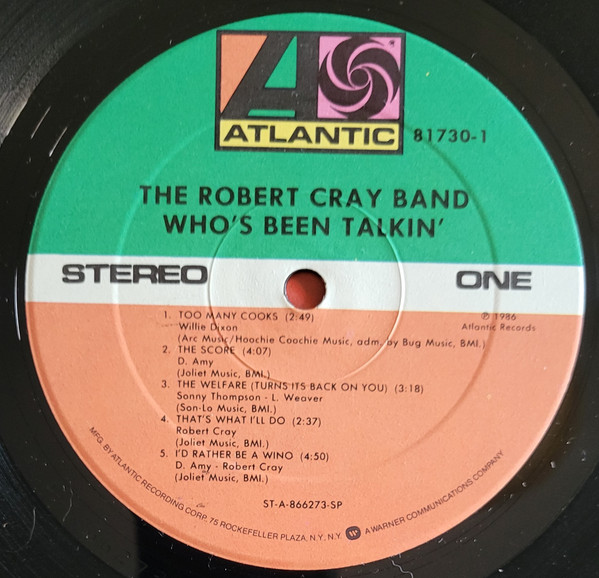 ATLANTIC
81730-1
THE ROBERT CRAY BAND
WHO'S BEEN TALKIN'
STEREO
ONE
℗ 1986
Atlantic Records
1. TOO MANY COOKS (2:49)
Willie Dixon
(Arc Music/Hoochie Coochie Music, adm. by Bug Music, BMI.)
2. THE SCORE (4:07)
D. Amy
(Joliet Music, BMI.)
3. THE WELFARE (TURNS ITS BACK ON YOU) (3:18)
Sonny Thompson - L. Weaver
(Son-Lo Music, BMI.)
4. THAT'S WHAT I'LL DO (2:37)
Robert Cray
(Joliet Music, BMI.)
5. I'D RATHER BE A WINO (4:50)
D. Amy - Robert Cray
(Joliet Music, BMI.)
ST-A-866273-SP
MFG. BY ATLANTIC RECORDING CORP. 75 ROCKEFELLER PLAZA, N.Y. N.Y. W A WARNER COMMUNICATIONS COMPANY